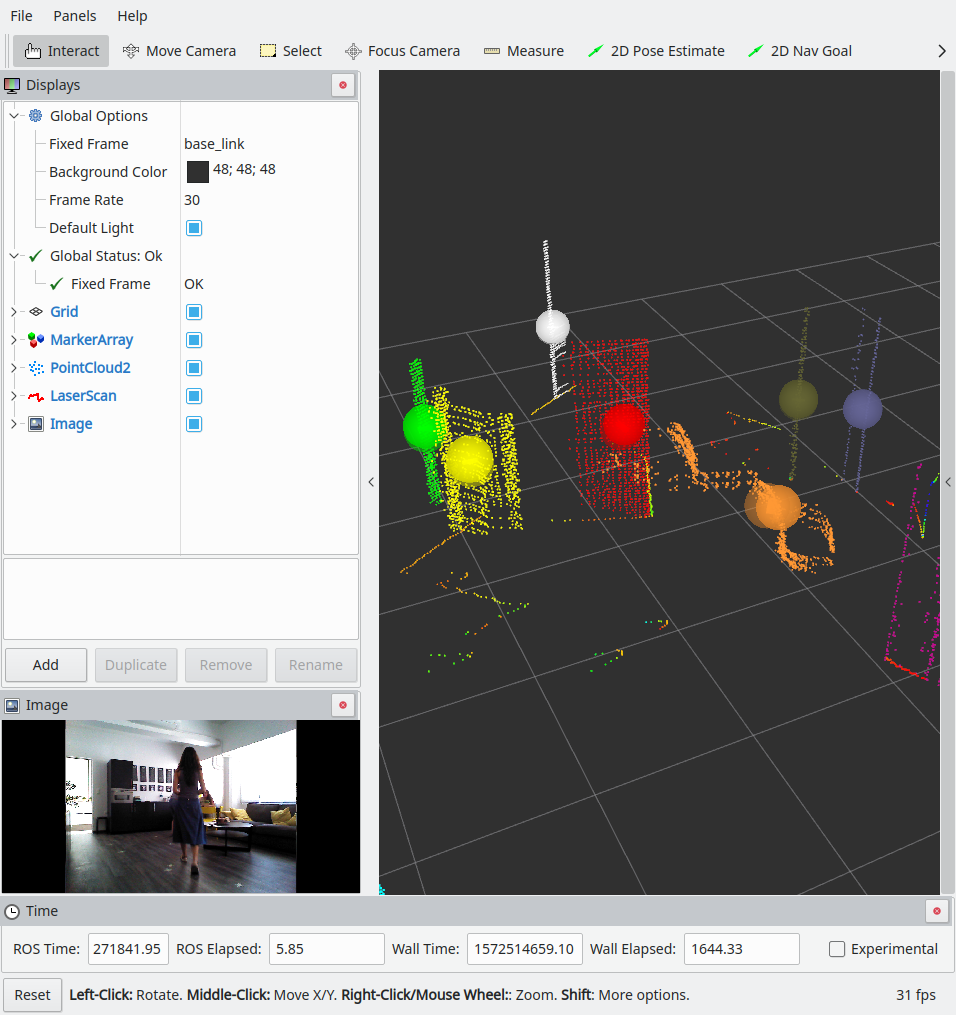 File Panels Help
Interact Move Camera Select Focus Camera Measure 2D Pose Estimate 2D Nav Goal
Displays
Global Options
Fixed Frame base_link
Background Color 48; 48; 48
Frame Rate 30
Default Light
Global Status: Ok
Fixed Frame OK
Grid
MarkerArray
PointCloud2
LaserScan
Image
Add Duplicate Remove Rename
Image
Time
ROS Time: 271841.95 ROS Elapsed: 5.85 Wall Time: 1572514659.10 Wall Elapsed: 1644.33 Experimental
Reset Left-Click: Rotate. Middle-Click: Move X/Y. Right-Click/Mouse Wheel:: Zoom. Shift: More options. 31 fps